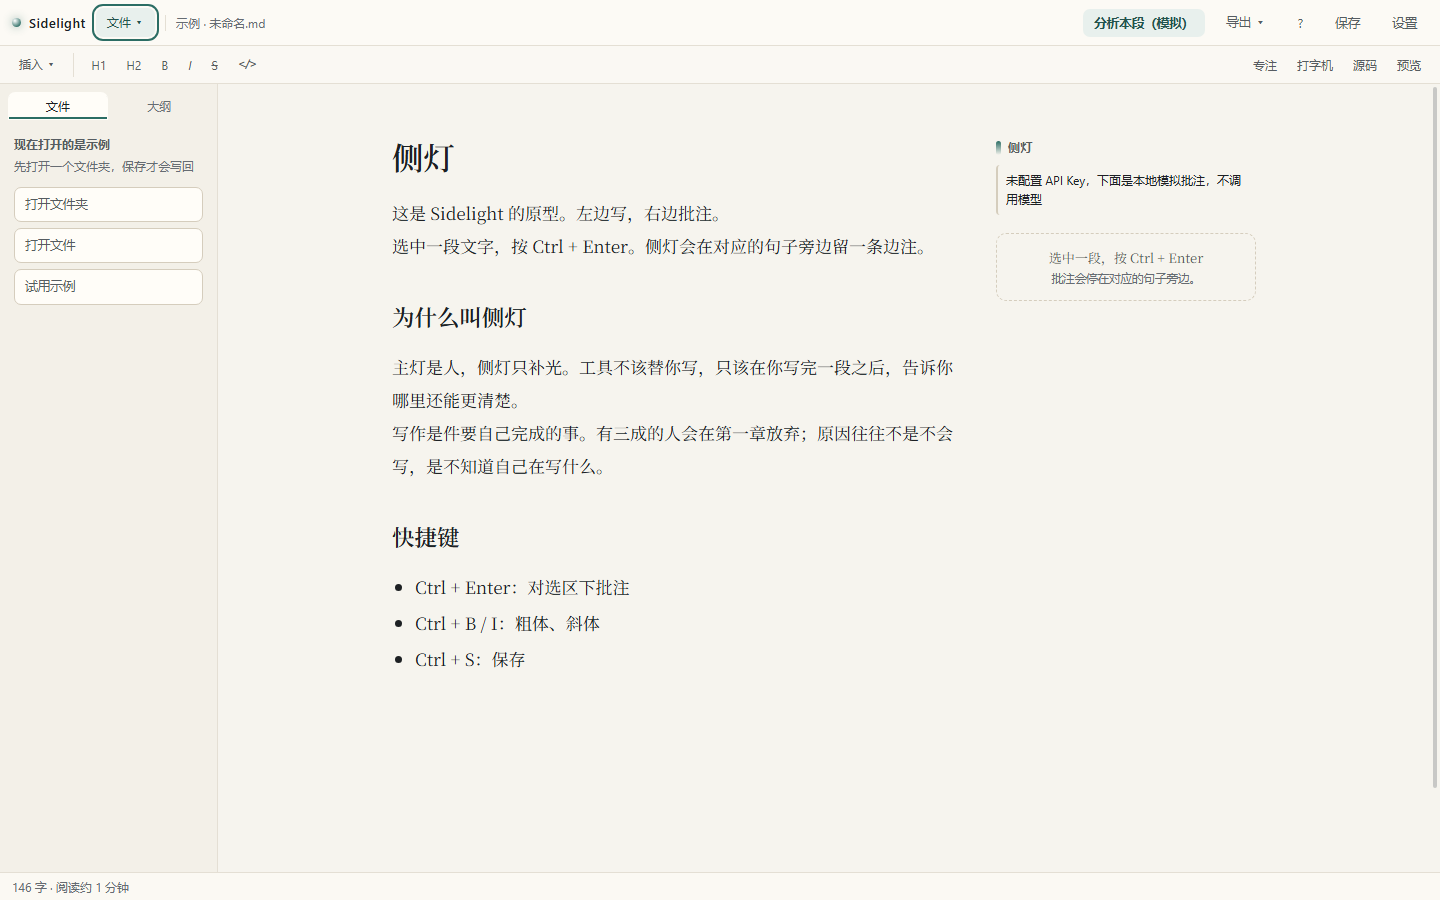 Sidelight 文件 示例 · 未命名.md 分析本段（模拟） 导出 ? 保存 设置
插入 H1 H2 B I S </> 专注 打字机 源码 预览
文件 大纲
现在打开的是示例
先打开一个文件夹，保存才会写回
打开文件夹
打开文件
试用示例
侧灯
这是 Sidelight 的原型。左边写，右边批注。
选中一段文字，按 Ctrl + Enter。侧灯会在对应的句子旁边留一条边注。
为什么叫侧灯
主灯是人，侧灯只补光。工具不该替你写，只该在你写完一段之后，告诉你
哪里还能更清楚。
写作是件要自己完成的事。有三成的人会在第一章放弃；原因往往不是不会
写，是不知道自己在写什么。
快捷键
Ctrl + Enter：对选区下批注
Ctrl + B / I：粗体、斜体
Ctrl + S：保存
侧灯
未配置 API Key，下面是本地模拟批注，不调
用模型
选中一段，按 Ctrl + Enter
批注会停在对应的句子旁边。
146 字 · 阅读约 1 分钟